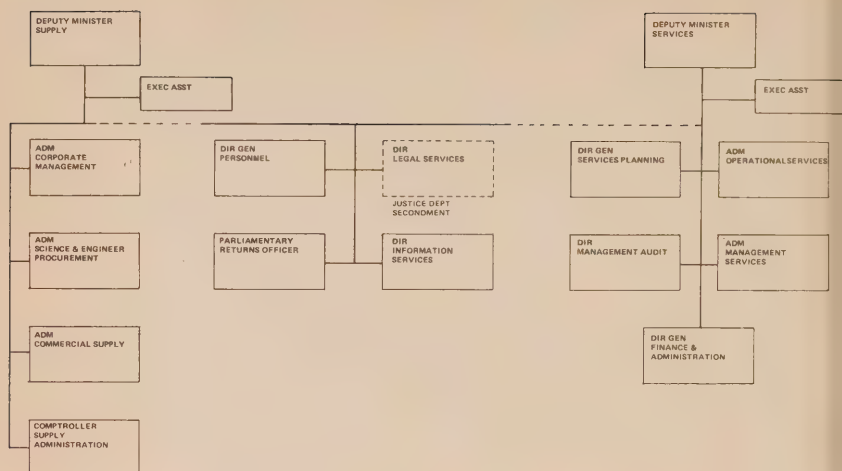 DEPUTY MINISTER
SUPPLY
DEPUTY MINISTER
SERVICES
EXEC ASST
EXEC ASST
ADM
CORPORATE
MANAGEMENT
DIR GEN
PERSONNEL
DIR
LEGAL SERVICES
DIR GEN
SERVICES PLANNING
ADM
OPERATIONAL SERVICES
JUSTICE DEPT
SECONDMENT
ADM
SCIENCE & ENGINEER
PROCUREMENT
PARLIAMENTARY
RETURNS OFFICER
DIR
INFORMATION
SERVICES
DIR
MANAGEMENT AUDIT
ADM
MANAGEMENT
SERVICES
ADM
COMMERCIAL SUPPLY
DIR GEN
FINANCE &
ADMINISTRATION
COMPTROLLER
SUPPLY
ADMINISTRATION